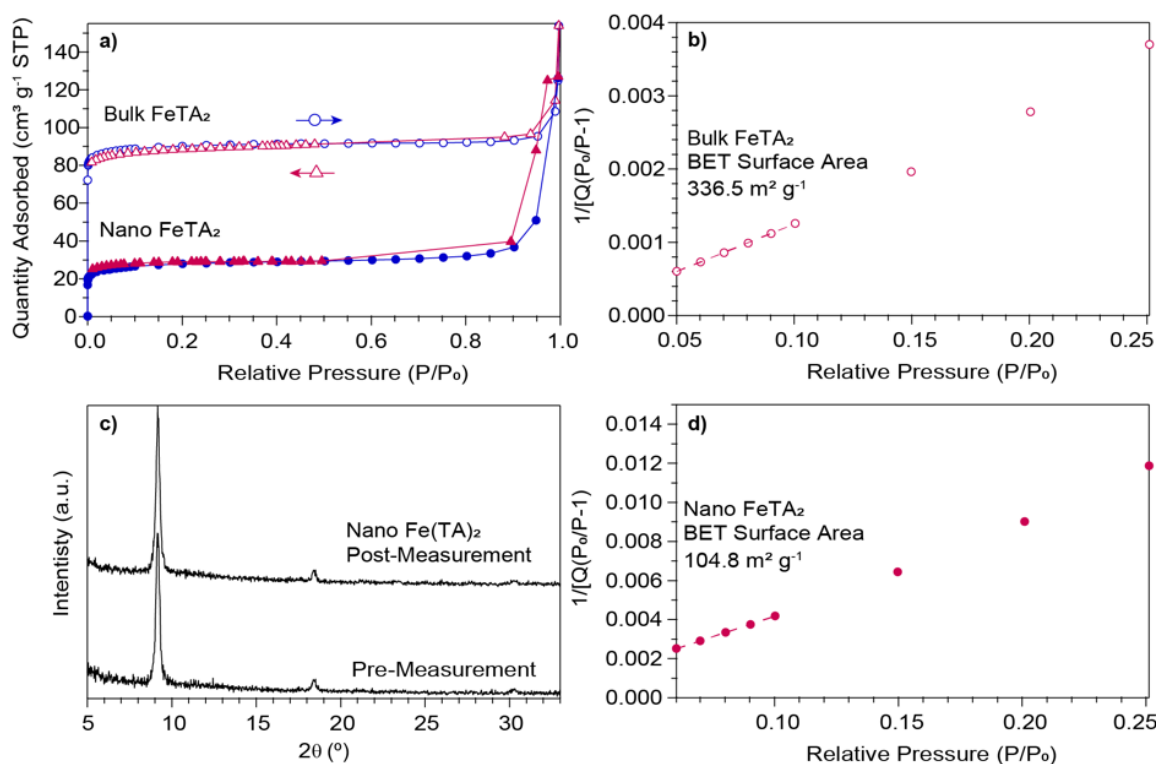 a)
Quantity Adsorbed (cm³ g⁻¹ STP)
140
120
100
80
60
40
20
0
Bulk FeTA₂
Nano FeTA₂
0.0 0.2 0.4 0.6 0.8 1.0
Relative Pressure (P/P₀)
b)
1/[Q(P₀/P-1)
0.004
0.003
0.002
0.001
0.000
Bulk FeTA₂
BET Surface Area
336.5 m² g⁻¹
0.05 0.10 0.15 0.20 0.25
Relative Pressure (P/P₀)
c)
Intentisty (a.u.)
Nano Fe(TA)₂
Post-Measurement
Pre-Measurement
5 10 15 20 25 30
2θ (º)
d)
1/[Q(P₀/P-1)
0.014
0.012
0.010
0.008
0.006
0.004
0.002
0.000
Nano FeTA₂
BET Surface Area
104.8 m² g⁻¹
0.10 0.15 0.20 0.25
Relative Pressure (P/P₀)